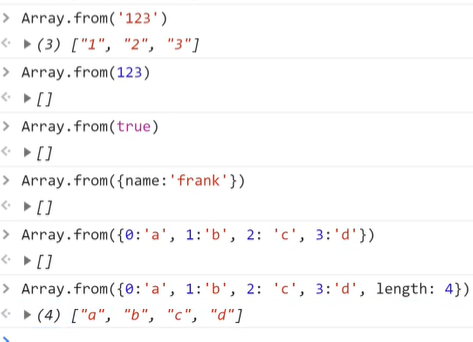 > Array.from('123')
<· ▶ (3) ["1", "2", "3"]
> Array.from(123)
<· ▶ []
> Array.from(true)
<· ▶ []
> Array.from({name:'frank'})
<· ▶ []
> Array.from({0:'a', 1:'b', 2: 'c', 3:'d'})
<· ▶ []
> Array.from({0:'a', 1:'b', 2: 'c', 3:'d', length: 4})
<· ▶ (4) ["a", "b", "c", "d"]
>